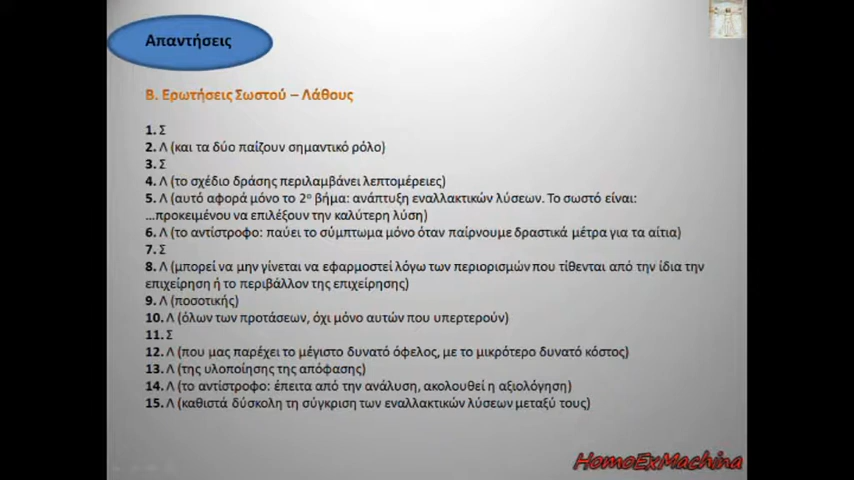 Απαντήσεις
Β. Ερωτήσεις Σωστού – Λάθους
1. Σ
2. Λ (και τα δύο παίζουν σημαντικό ρόλο)
3. Σ
4. Λ (το σχέδιο δράσης περιλαμβάνει λεπτομέρειες)
5. Λ (αυτό αφορά μόνο το 2ο βήμα: ανάπτυξη εναλλακτικών λύσεων. Το σωστό είναι:
...προκειμένου να επιλέξουν την καλύτερη λύση)
6. Λ (το αντίστροφο: παύει το σύμπτωμα μόνο όταν παίρνουμε δραστικά μέτρα για τα αίτια)
7. Σ
8. Λ (μπορεί να μην γίνεται να εφαρμοστεί λόγω των περιορισμών που τίθενται από την ίδια την
επιχείρηση ή το περιβάλλον της επιχείρησης)
9. Λ (ποσοτικής)
10. Λ (όλων των προτάσεων, όχι μόνο αυτών που υπερτερούν)
11. Σ
12. Λ (που μας παρέχει το μέγιστο δυνατό όφελος, με το μικρότερο δυνατό κόστος)
13. Λ (της υλοποίησης της απόφασης)
14. Λ (το αντίστροφο: έπειτα από την ανάλυση, ακολουθεί η αξιολόγηση)
15. Λ (καθιστά δύσκολη τη σύγκριση των εναλλακτικών λύσεων μεταξύ τους)
HomoExMachina